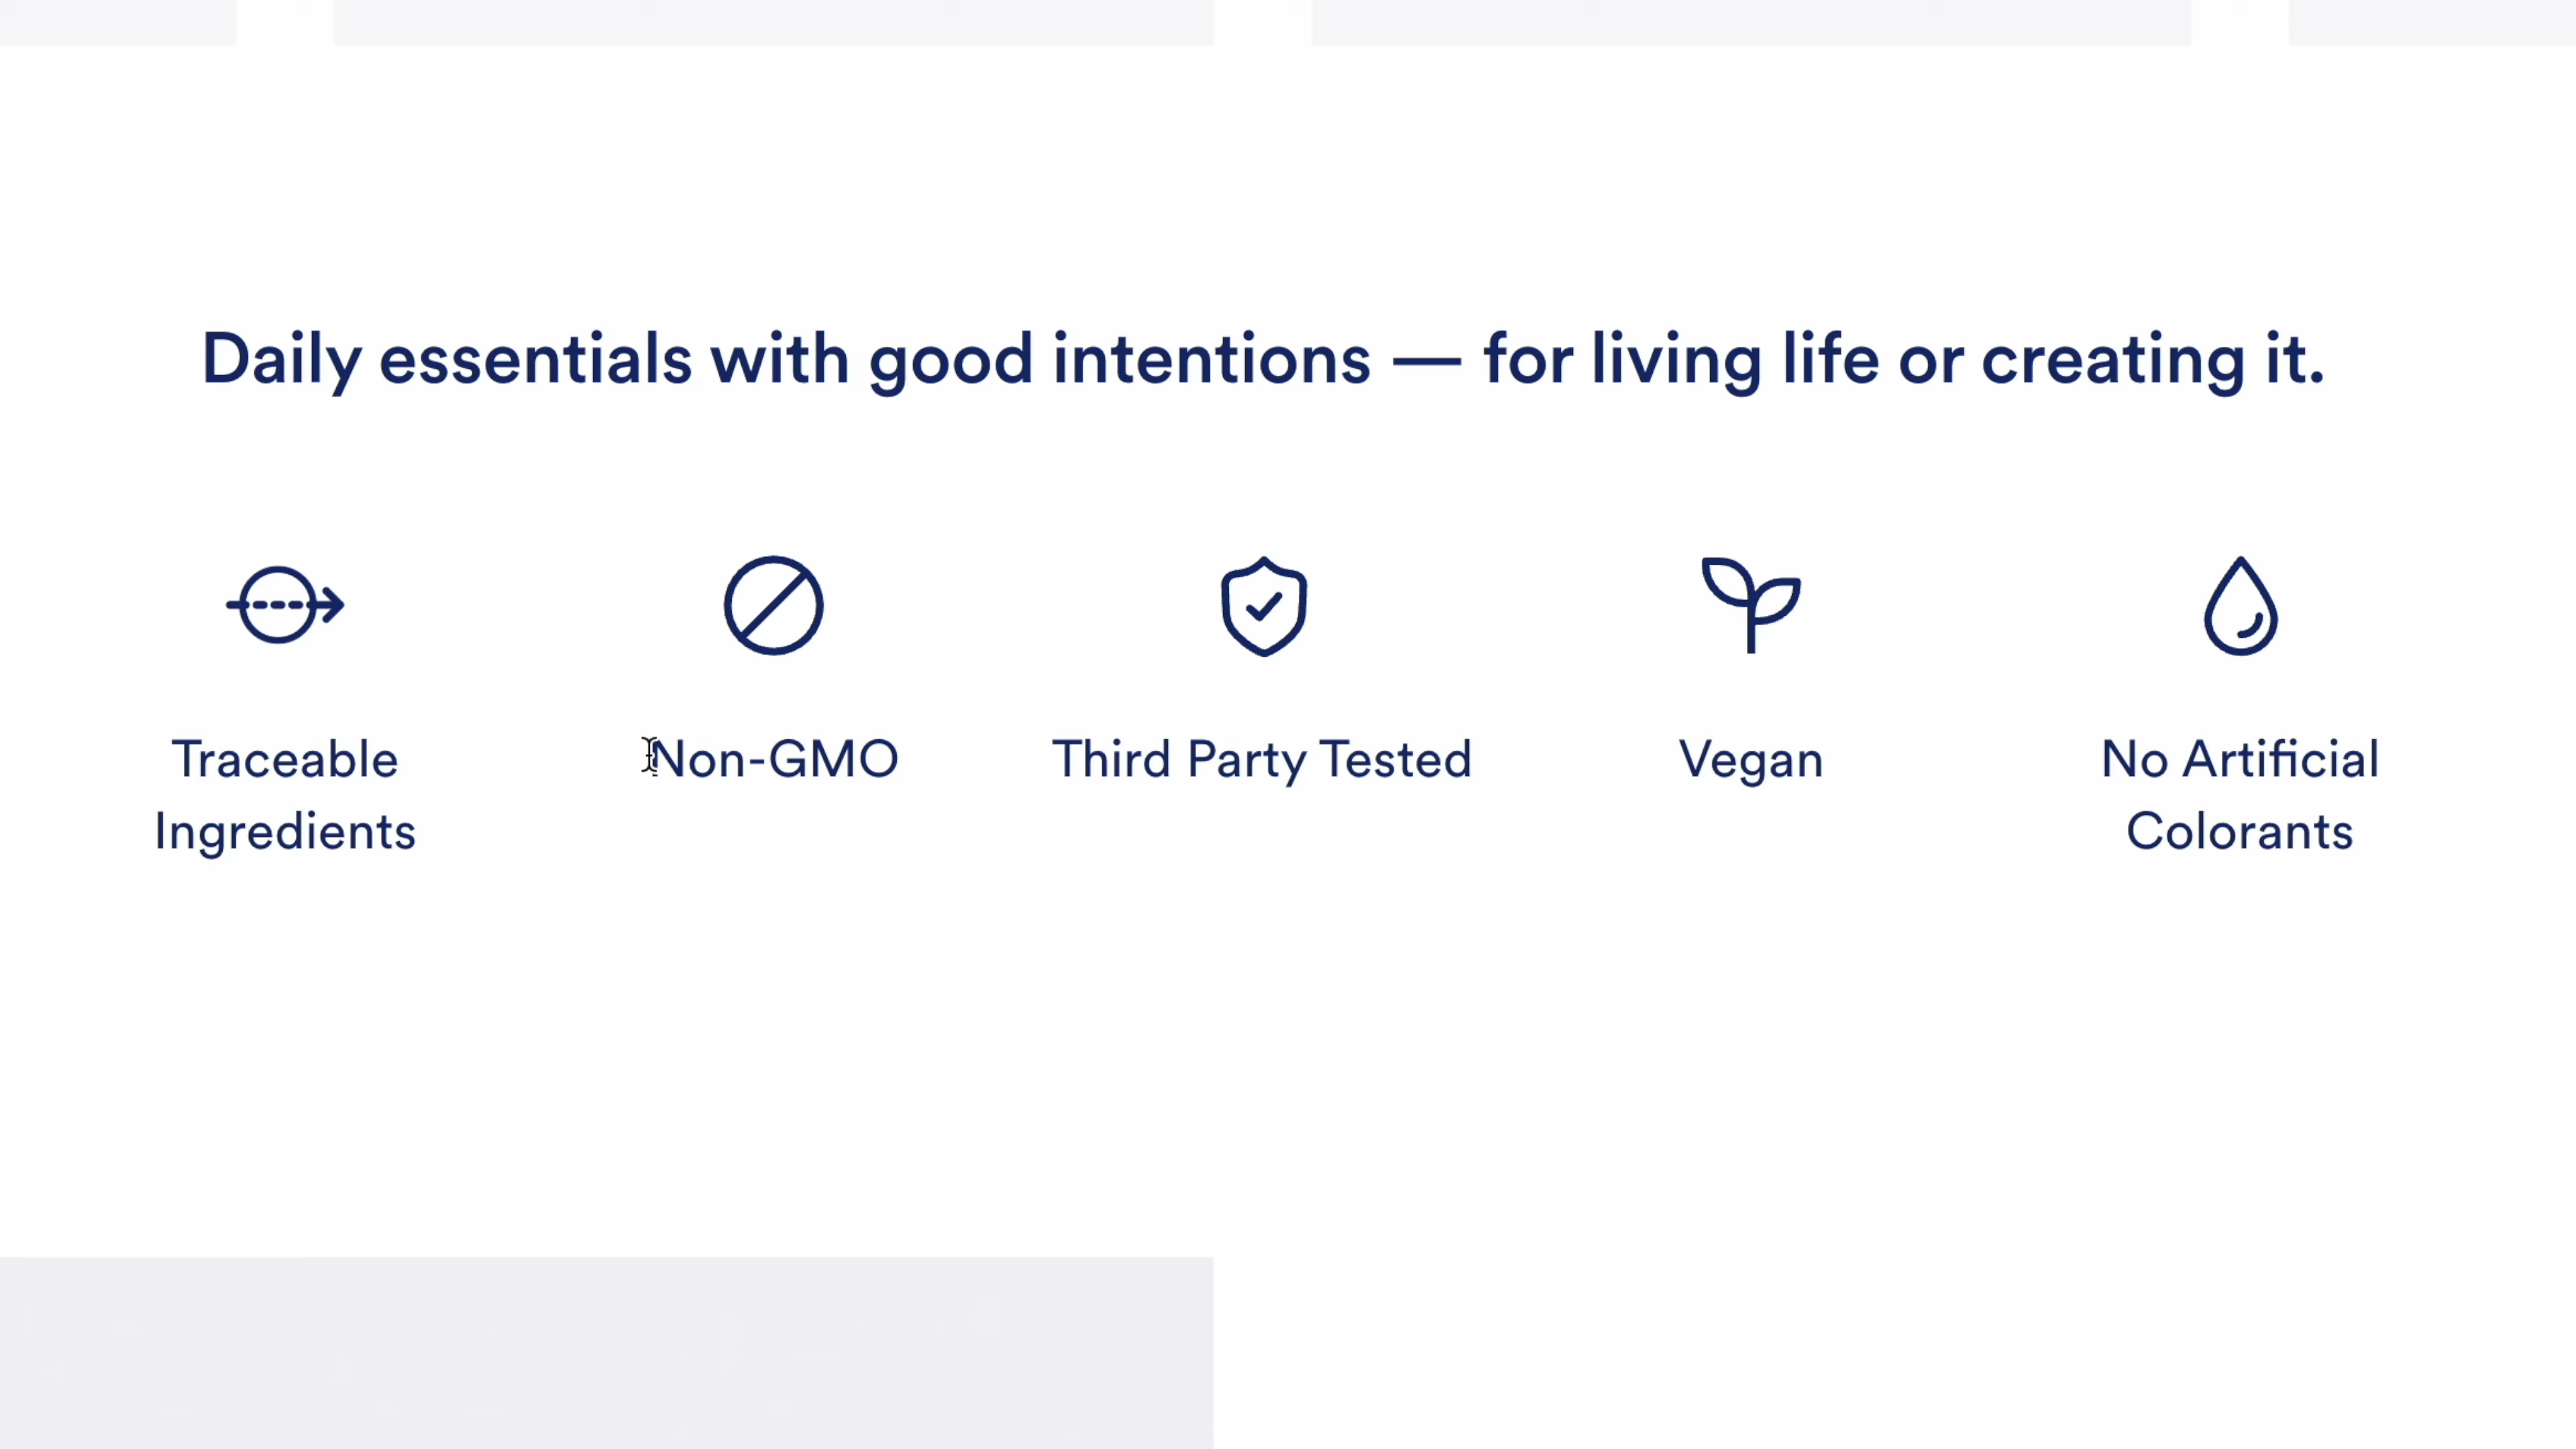 Daily essentials with good intentions — for living life or creating it.
Traceable
Ingredients
Non-GMO
Third Party Tested
Vegan
No Artificial
Colorants